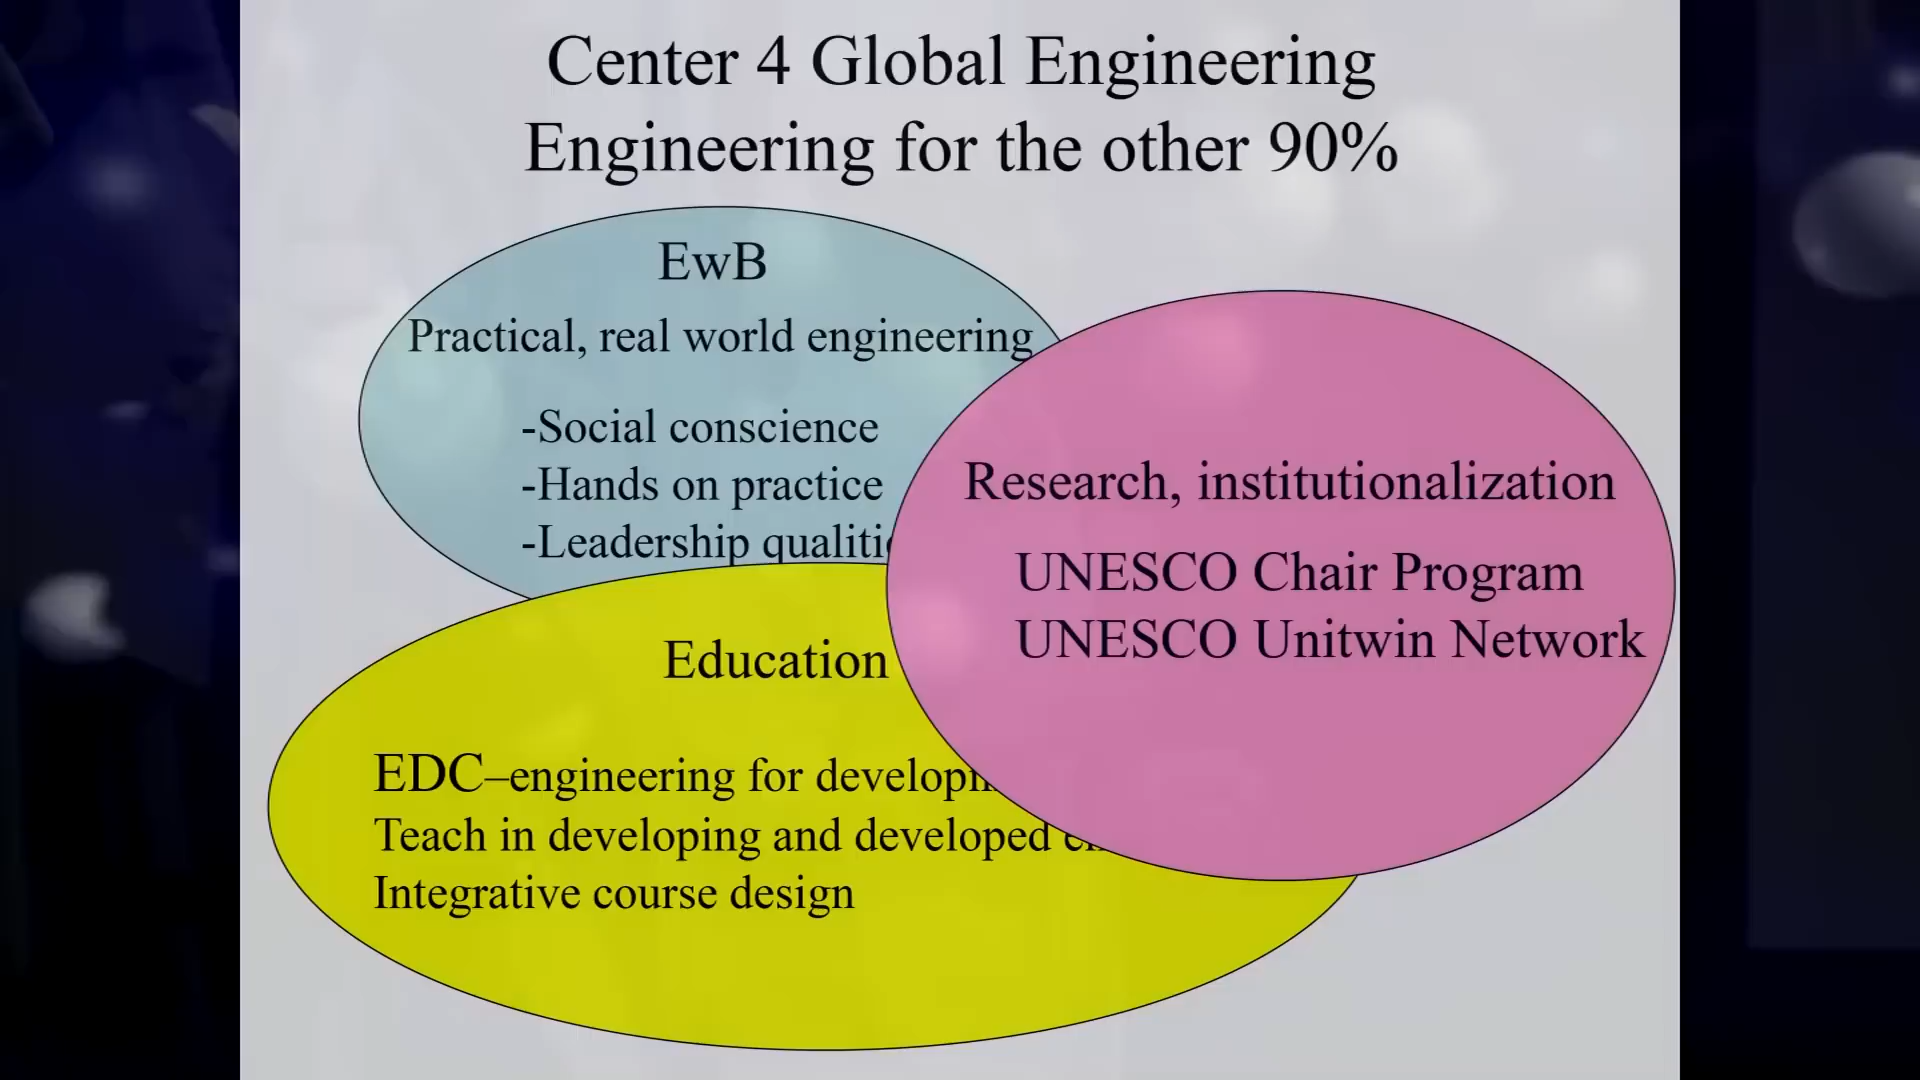 Center 4 Global Engineering
Engineering for the other 90%
EwB
Practical, real world engineering
-Social conscience
-Hands on practice
-Leadership
Research, institutionalization
UNESCO Chair Program
UNESCO Unitwin Network
Education
EDC–engineering for
Teach in developing and developed
Integrative course design